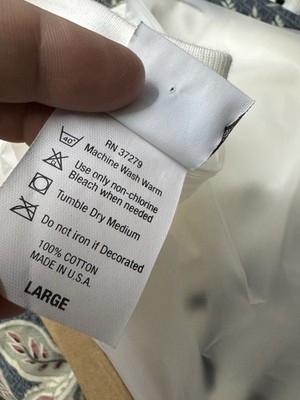 RN 37279
40°
Machine Wash Warm
Use only non-chlorine
Bleach when needed
Tumble Dry Medium
Do not iron if Decorated
100% COTTON
MADE IN U.S.A.
LARGE